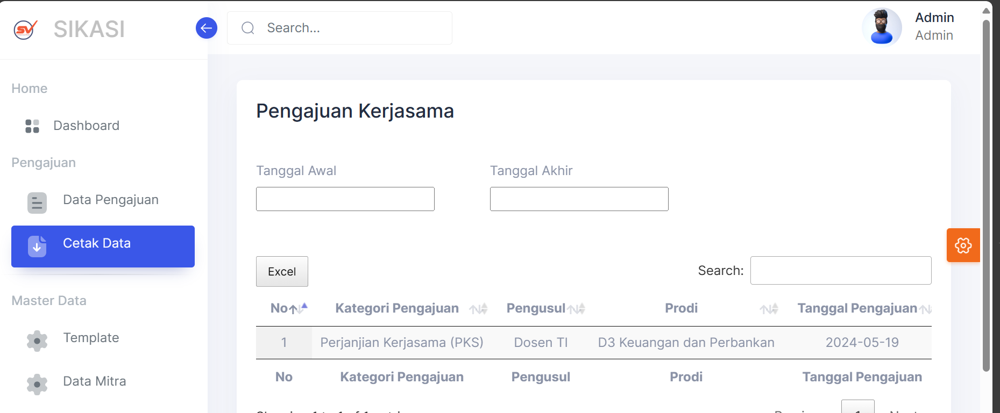 SV
SIKASI
Search...
Admin
Admin
Home
Dashboard
Pengajuan
Data Pengajuan
Cetak Data
Master Data
Template
Data Mitra
Pengajuan Kerjasama
Tanggal Awal
Tanggal Akhir
Excel
Search:
No Kategori Pengajuan Pengusul Prodi Tanggal Pengajuan
1 Perjanjian Kerjasama (PKS) Dosen TI D3 Keuangan dan Perbankan 2024-05-19
No Kategori Pengajuan Pengusul Prodi Tanggal Pengajuan